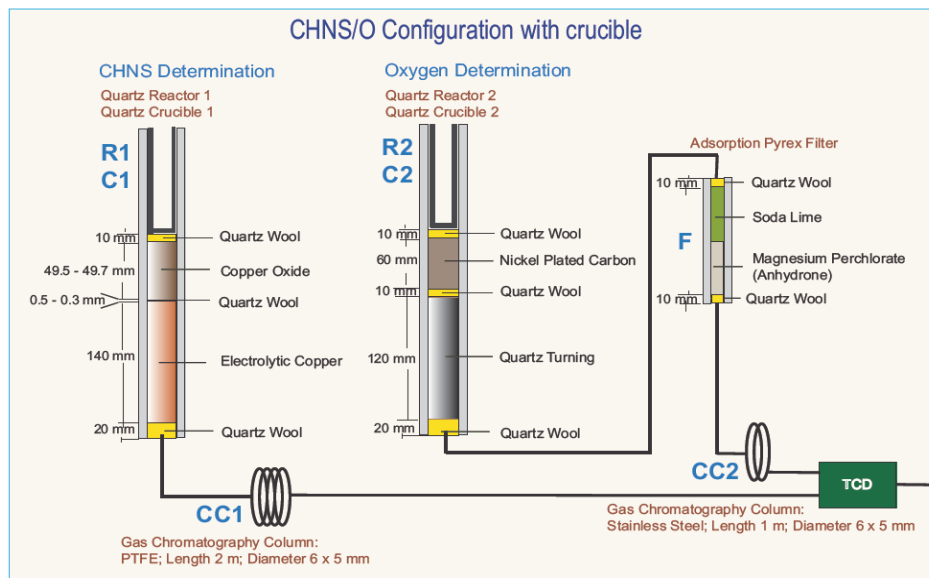 CHNS/O Configuration with crucible
CHNS Determination
Quartz Reactor 1
Quartz Crucible 1
R1
C1
10 mm
Quartz Wool
49.5 - 49.7 mm
Copper Oxide
0.5 - 0.3 mm
Quartz Wool
140 mm
Electrolytic Copper
20 mm
Quartz Wool
CC1
Gas Chromatography Column:
PTFE; Length 2 m; Diameter 6 x 5 mm
Oxygen Determination
Quartz Reactor 2
Quartz Crucible 2
R2
C2
10 mm
Quartz Wool
60 mm
Nickel Plated Carbon
10 mm
Quartz Wool
120 mm
Quartz Turning
20 mm
Quartz Wool
Adsorption Pyrex Filter
10 mm
Quartz Wool
Soda Lime
F
Magnesium Perchlorate
(Anhydrone)
10 mm
Quartz Wool
CC2
TCD
Gas Chromatography Column:
Stainless Steel; Length 1 m; Diameter 6 x 5 mm